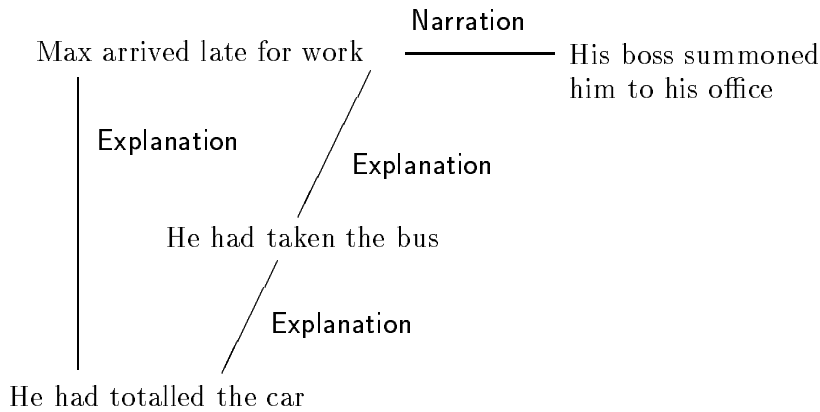 Narration
Max arrived late for work
His boss summoned
him to his office
Explanation
Explanation
He had taken the bus
Explanation
He had totalled the car